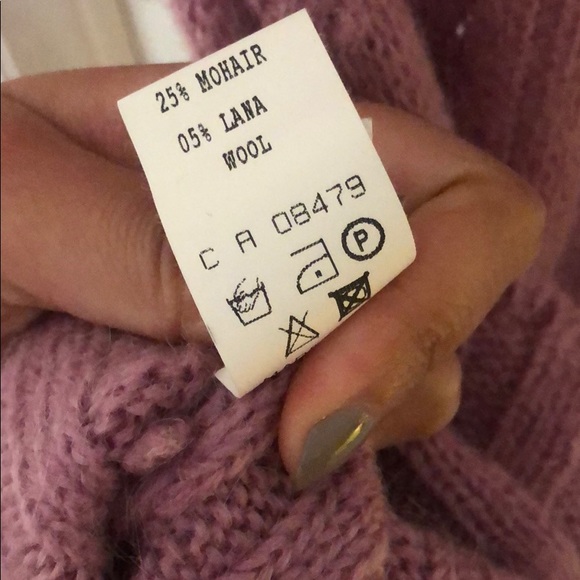 25% MOHAIR
05% LANA
WOOL
C A 08479
P